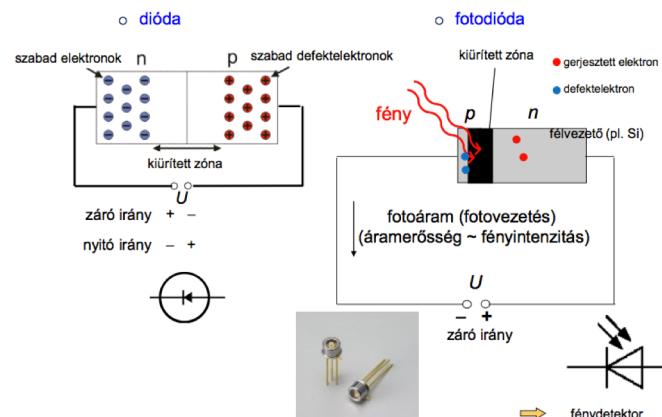 dióda
szabad elektronok
n
p
szabad defektelektronok
kiürített zóna
U
záró irány + –
nyitó irány – +
fotodióda
kiürített zóna
gerjesztett elektron
defektelektron
fény
p
n
félvezető (pl. Si)
fotoáram (fotovezetés)
(áramerősség ~ fényintenzitás)
U
– +
záró irány
fénydetektor